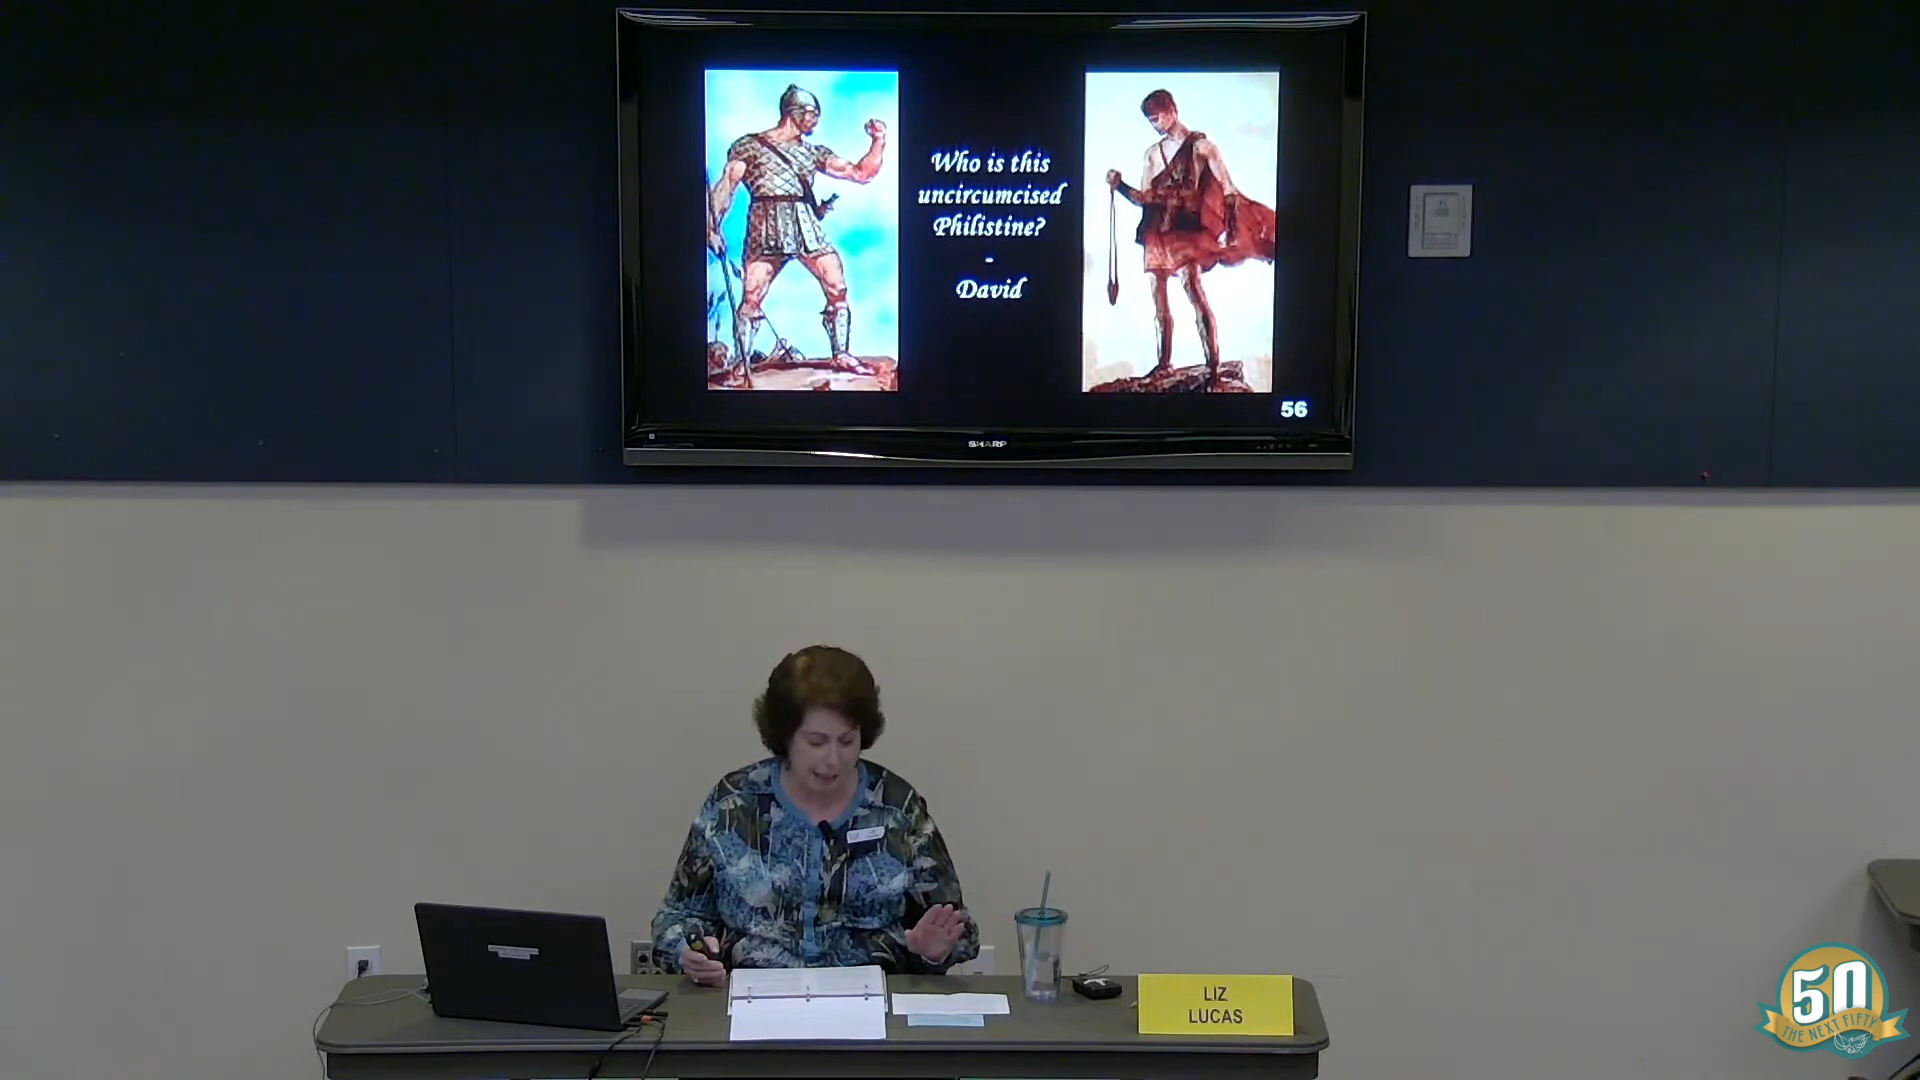 Who is this
uncircumcised
Philistine?
-
David
56
SHARP
LIZ
LUCAS
50
THE NEXT FIFTY